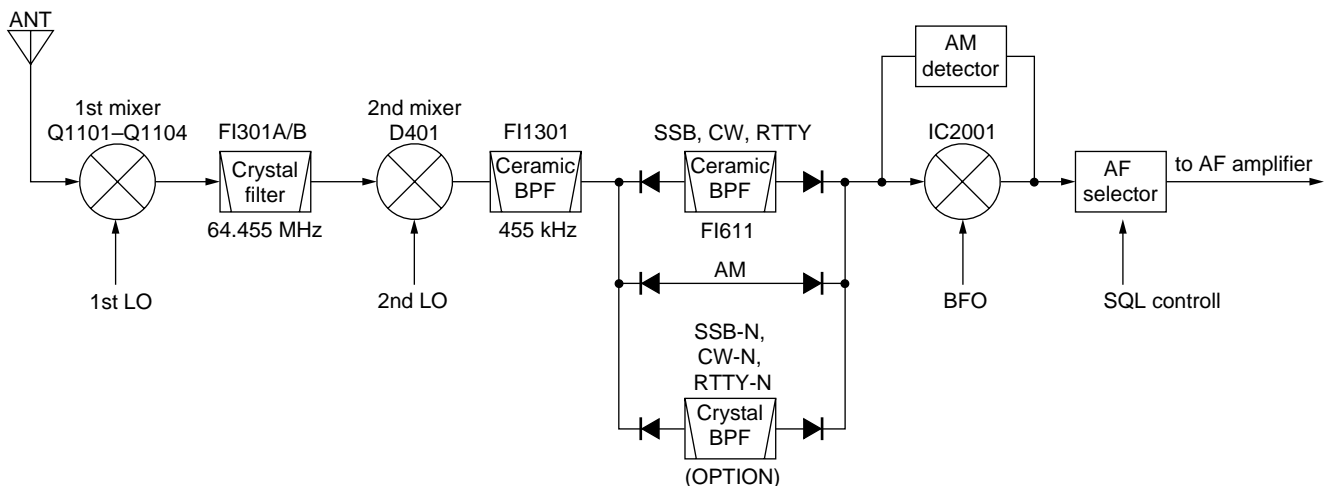 ANT
1st mixer
Q1101–Q1104
FI301A/B
Crystal
filter
64.455 MHz
1st LO
2nd mixer
D401
2nd LO
FI1301
Ceramic
BPF
455 kHz
SSB, CW, RTTY
Ceramic
BPF
FI611
AM
SSB-N,
CW-N,
RTTY-N
Crystal
BPF
(OPTION)
AM
detector
IC2001
BFO
AF
selector
SQL controll
to AF amplifier